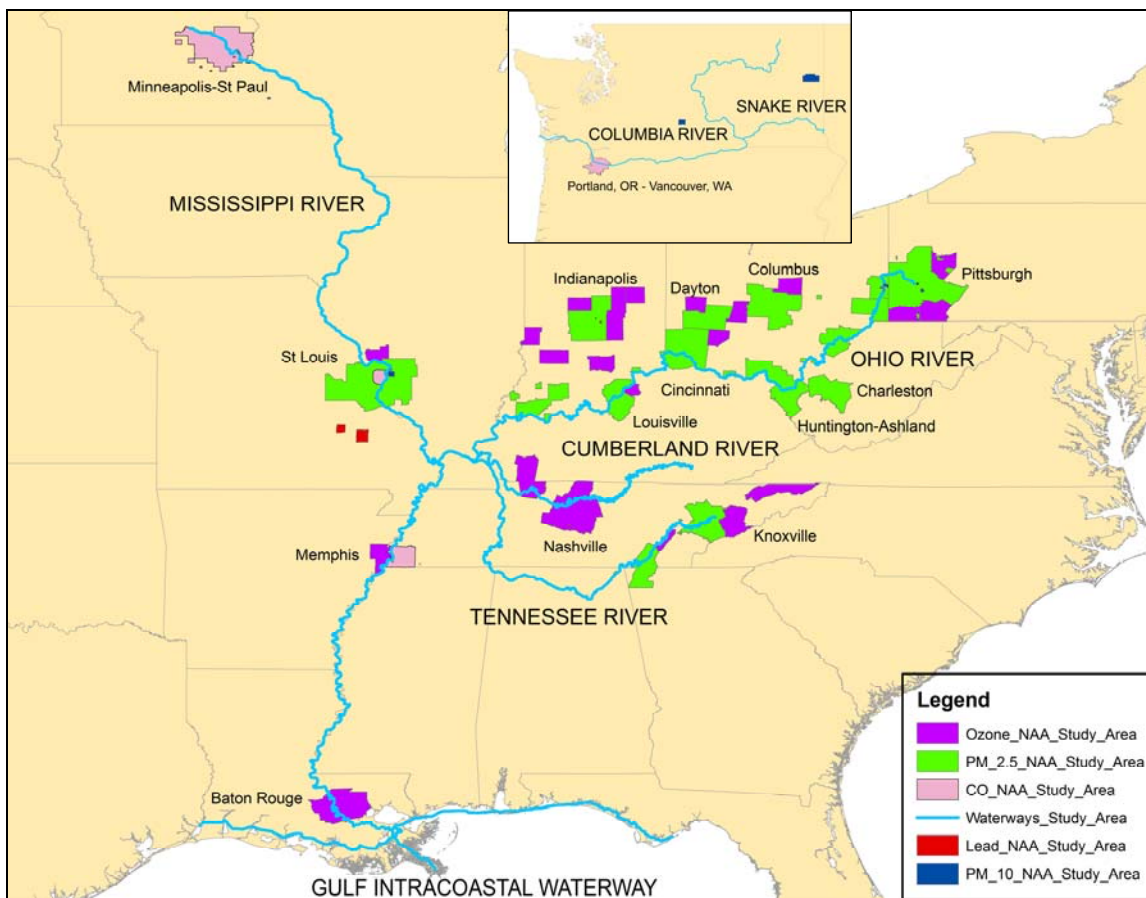 Minneapolis-St Paul
MISSISSIPPI RIVER
SNAKE RIVER
COLUMBIA RIVER
Portland, OR - Vancouver, WA
Indianapolis
Dayton
Columbus
Pittsburgh
St Louis
OHIO RIVER
Cincinnati
Charleston
Louisville
Huntington-Ashland
CUMBERLAND RIVER
Nashville
Knoxville
Memphis
TENNESSEE RIVER
Baton Rouge
GULF INTRACOASTAL WATERWAY
Legend
Ozone_NAA_Study_Area
PM_2.5_NAA_Study_Area
CO_NAA_Study_Area
Waterways_Study_Area
Lead_NAA_Study_Area
PM_10_NAA_Study_Area